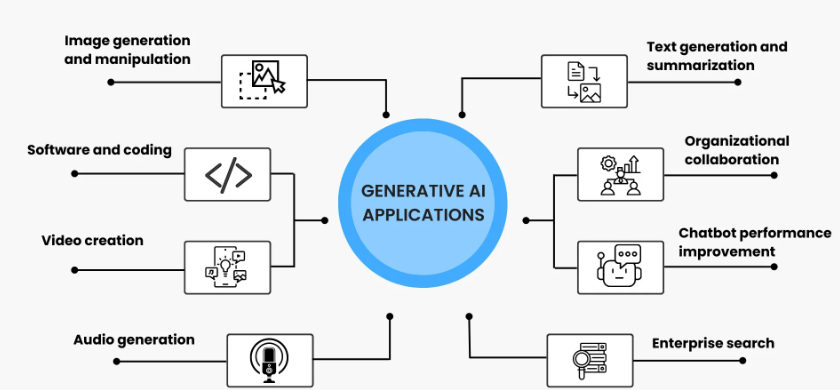 Image generation
and manipulation
Text generation and
summarization
Software and coding
Organizational
collaboration
GENERATIVE AI
APPLICATIONS
Video creation
Chatbot performance
improvement
Audio generation
Enterprise search